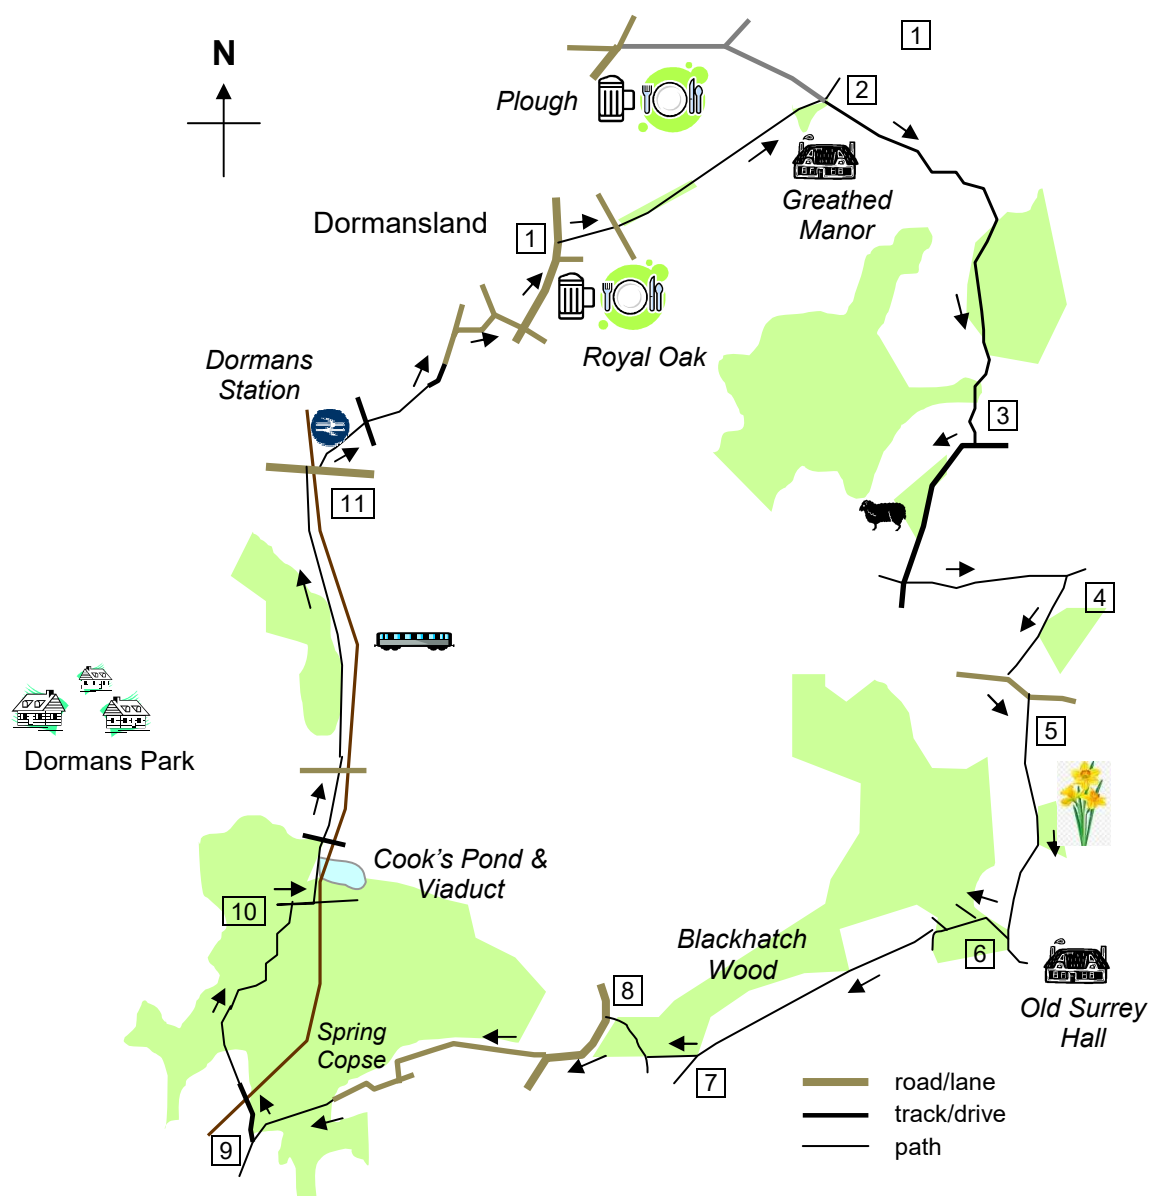 N
1
Plough
2
Greathed
Manor
Dormansland
1
Royal Oak
Dormans
Station
3
11
4
5
Dormans Park
Cook's Pond &
Viaduct
10
Blackhatch
Wood
6
Old Surrey
Hall
8
Spring
Copse
7
9
road/lane
track/drive
path